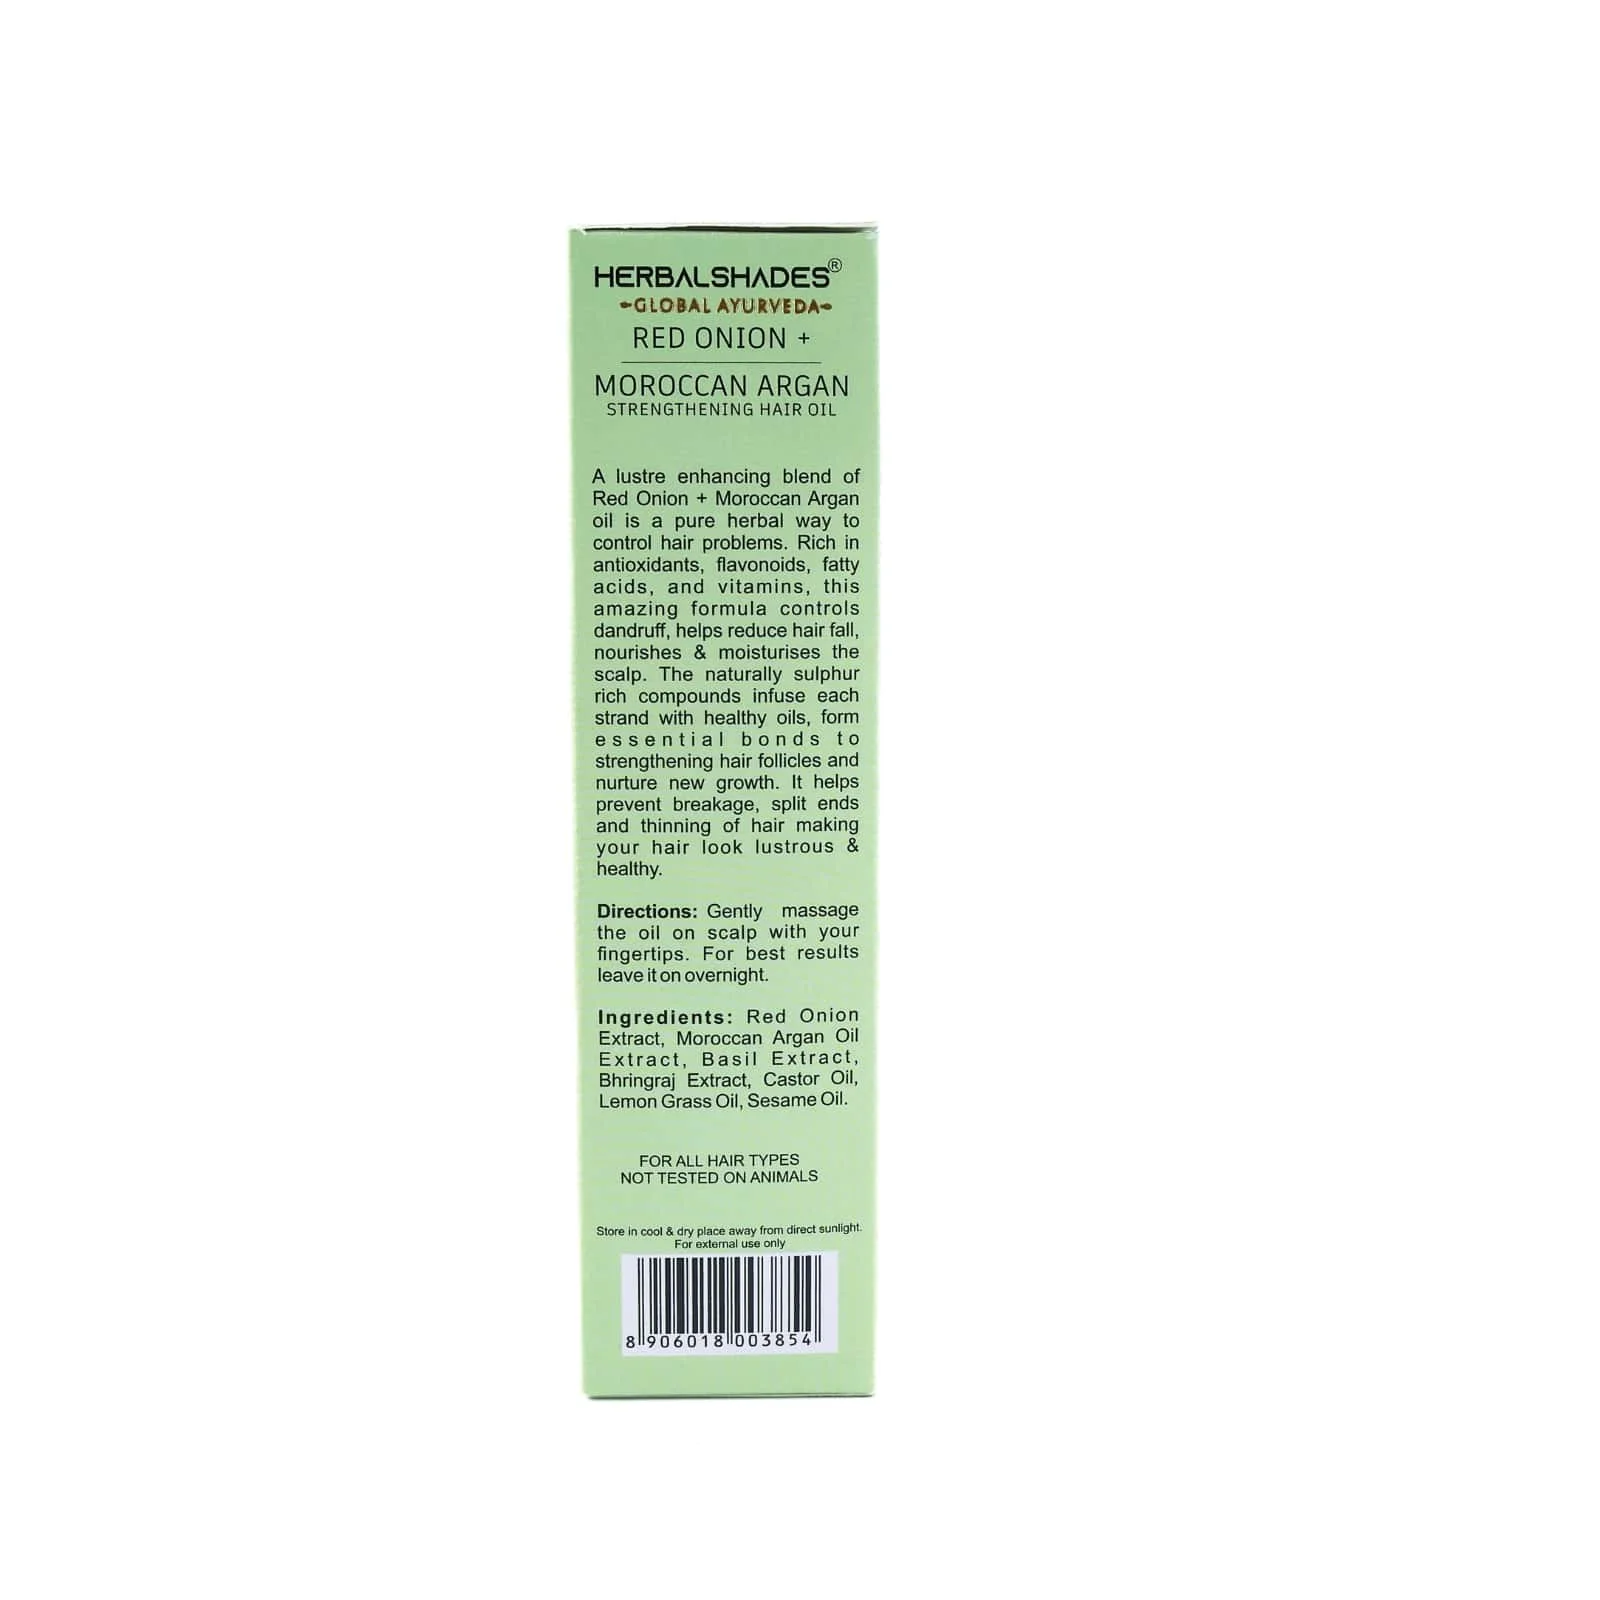 HERBALSHADES®
GLOBAL AYURVEDA
RED ONION +
MOROCCAN ARGAN
STRENGTHENING HAIR OIL
A lustre enhancing blend of
Red Onion + Moroccan Argan
oil is a pure herbal way to
control hair problems. Rich in
antioxidants, flavonoids, fatty
acids, and vitamins, this
amazing formula controls
dandruff, helps reduce hair fall,
nourishes & moisturises the
scalp. The naturally sulphur
rich compounds infuse each
strand with healthy oils, form
essential bonds to
strengthening hair follicles and
nurture new growth. It helps
prevent breakage, split ends
and thinning of hair making
your hair look lustrous &
healthy.
Directions: Gently massage
the oil on scalp with your
fingertips. For best results
leave it on overnight.
Ingredients: Red Onion
Extract, Moroccan Argan Oil
Extract, Basil Extract,
Bhringraj Extract, Castor Oil,
Lemon Grass Oil, Sesame Oil.
FOR ALL HAIR TYPES
NOT TESTED ON ANIMALS
Store in cool & dry place away from direct sunlight.
For external use only
8 906018 003854